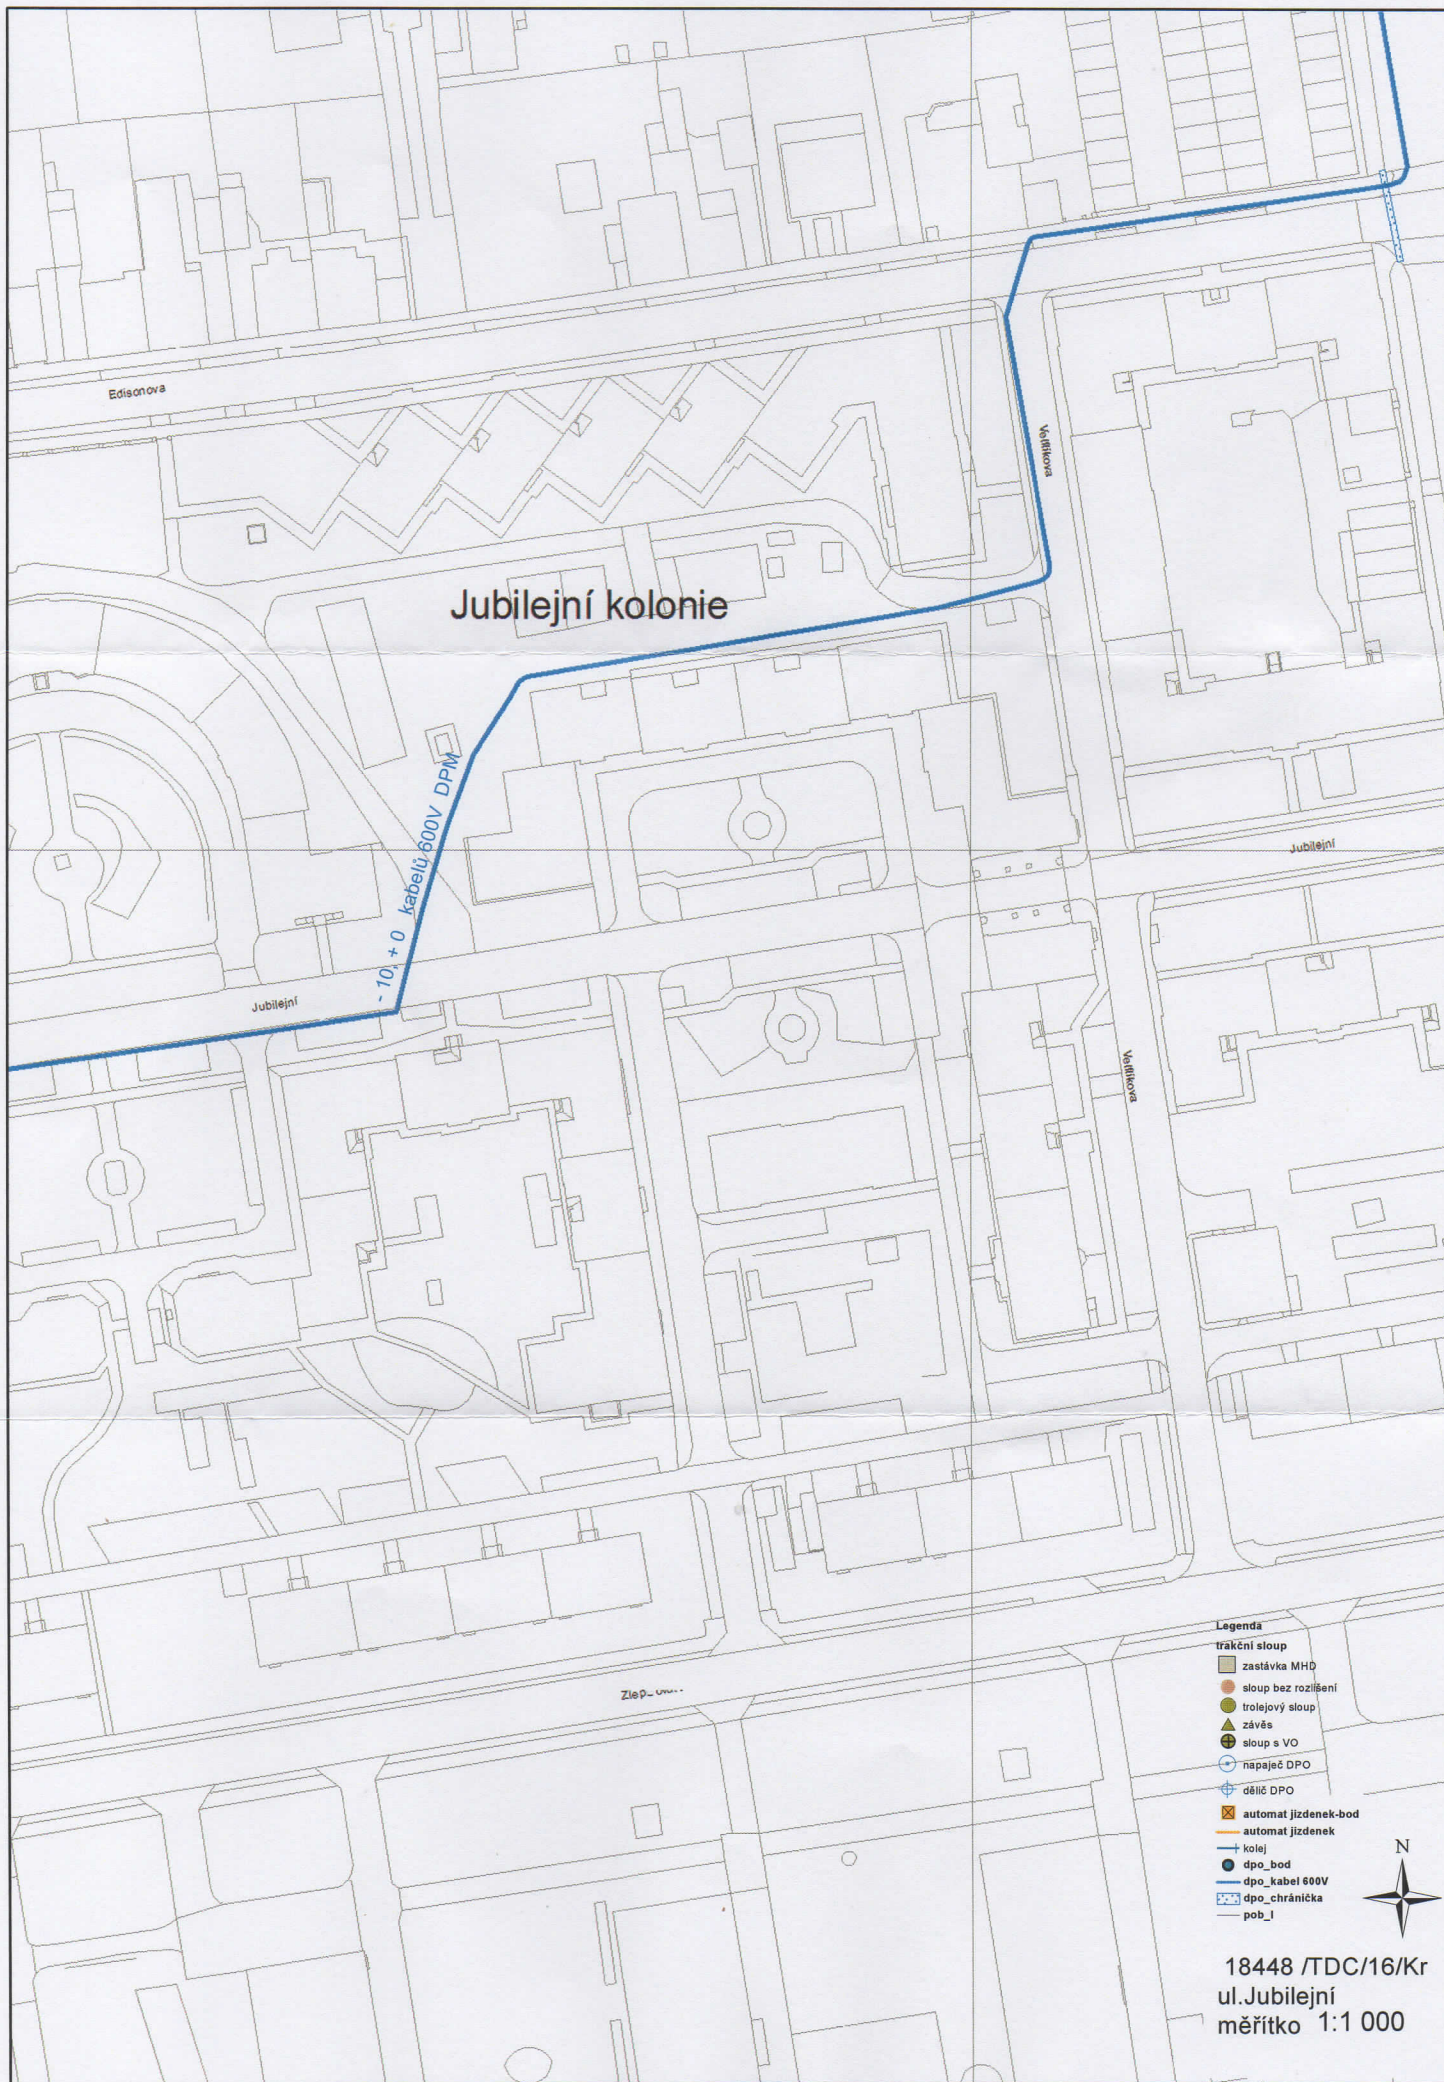 Edisonova
Vetflíkova
Jubilejní kolonie
- 10, + 0 kabelů 600V DPM
Jubilejní
Jubilejní
Vetflíkova
Legenda
trakční sloup
zastávka MHD
sloup bez rozlišení
trolejový sloup
závěs
sloup s VO
napaječ DPO
dělič DPO
automat jízdenek-bod
automat jízdenek
kolej
dpo_bod
dpo_kabel 600V
dpo_chránička
pob_l
N
18448 /TDC/16/Kr
ul.Jubilejní
měřítko 1:1 000